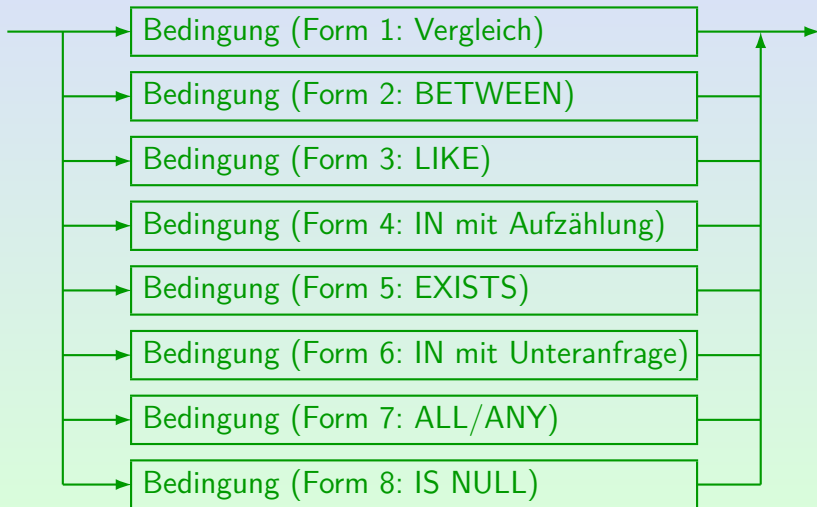 Bedingung (Form 1: Vergleich)
Bedingung (Form 2: BETWEEN)
Bedingung (Form 3: LIKE)
Bedingung (Form 4: IN mit Aufzählung)
Bedingung (Form 5: EXISTS)
Bedingung (Form 6: IN mit Unteranfrage)
Bedingung (Form 7: ALL/ANY)
Bedingung (Form 8: IS NULL)